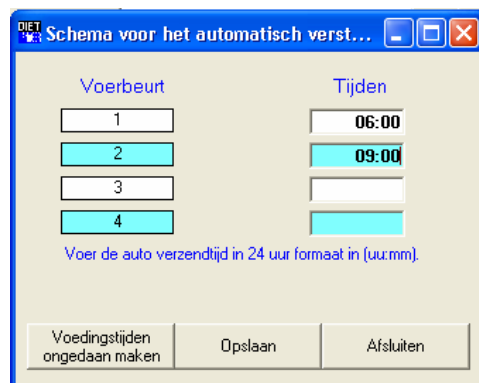 DIET Schema voor het automatisch verst...
Voerbeurt Tijden
1 06:00
2 09:00
3
4
Voer de auto verzendtijd in 24 uur formaat in (uu:mm).
Voedingstijden
ongedaan maken
Opslaan
Afsluiten